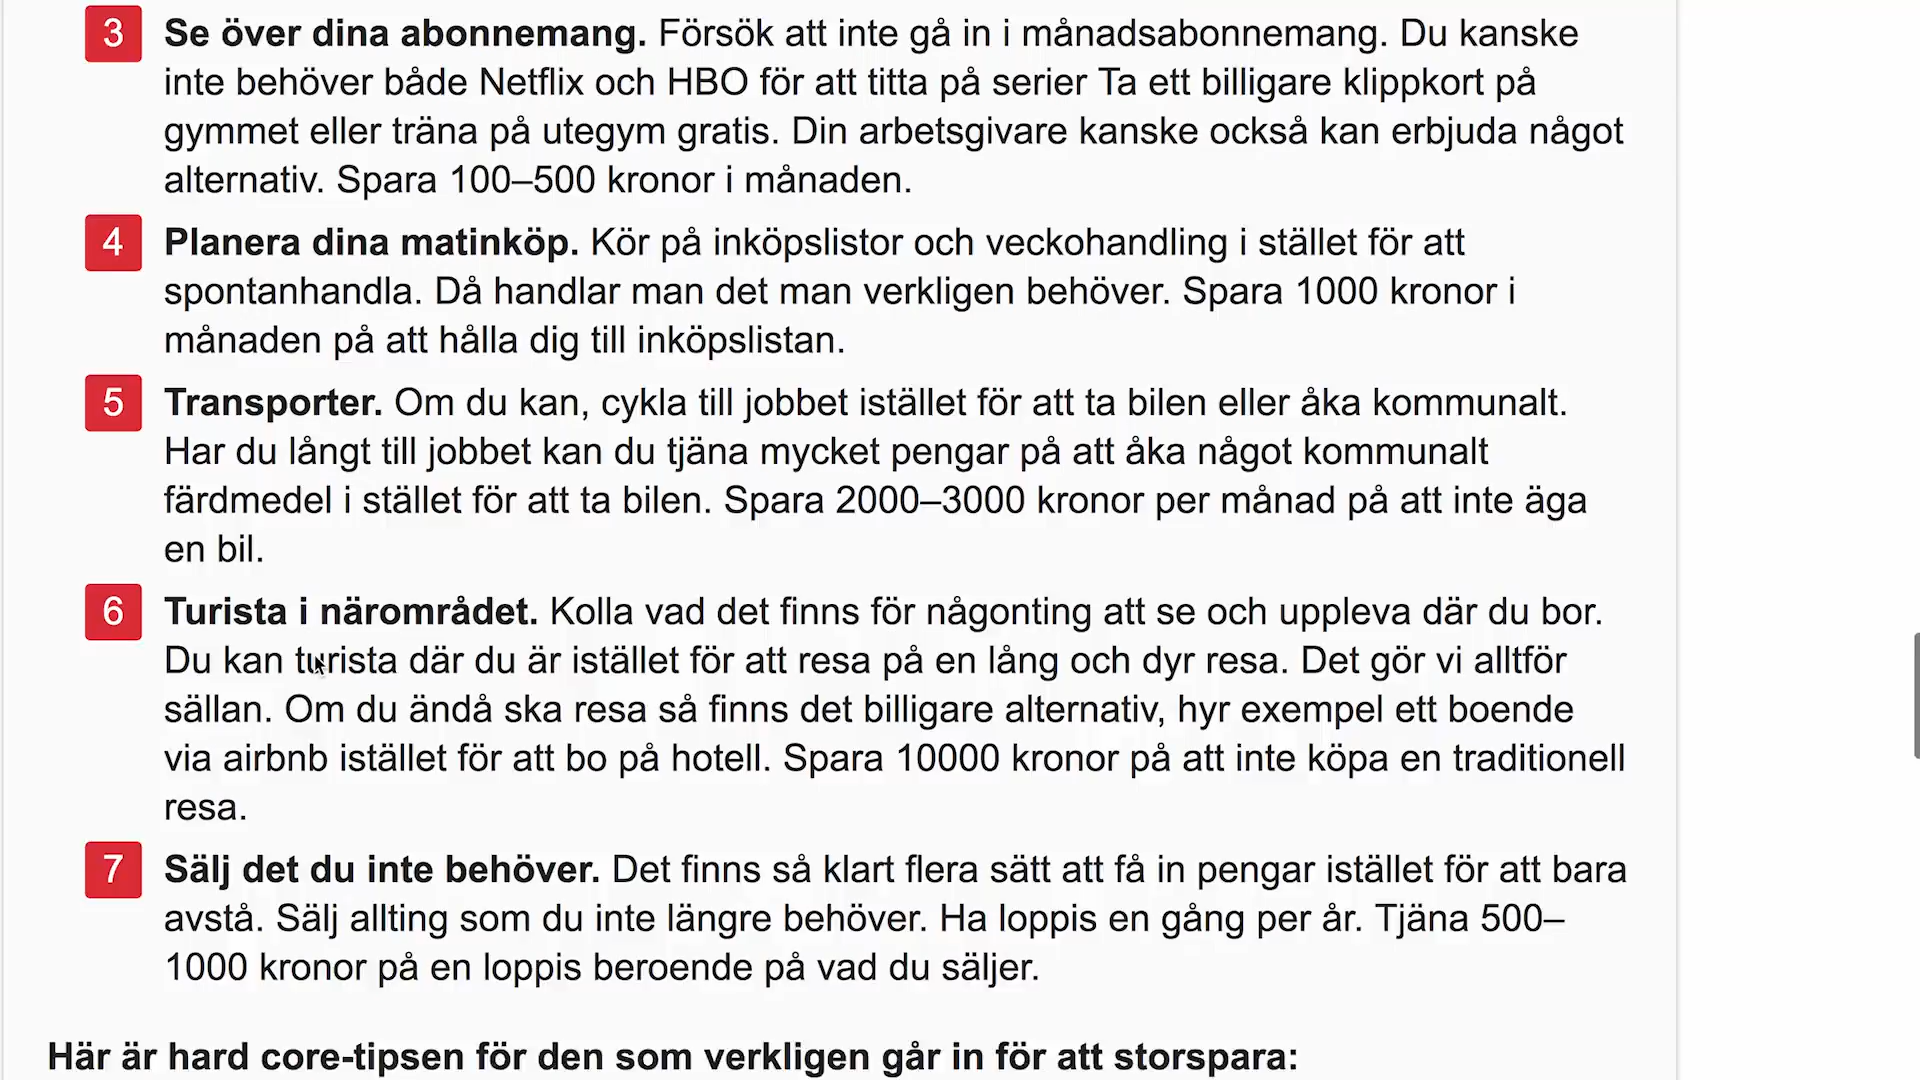 3 Se över dina abonnemang. Försök att inte gå in i månadsabonnemang. Du kanske
inte behöver både Netflix och HBO för att titta på serier Ta ett billigare klippkort på
gymmet eller träna på utegym gratis. Din arbetsgivare kanske också kan erbjuda något
alternativ. Spara 100–500 kronor i månaden.
4 Planera dina matinköp. Kör på inköpslistor och veckohandling i stället för att
spontanhandla. Då handlar man det man verkligen behöver. Spara 1000 kronor i
månaden på att hålla dig till inköpslistan.
5 Transporter. Om du kan, cykla till jobbet istället för att ta bilen eller åka kommunalt.
Har du långt till jobbet kan du tjäna mycket pengar på att åka något kommunalt
färdmedel i stället för att ta bilen. Spara 2000–3000 kronor per månad på att inte äga
en bil.
6 Turista i närområdet. Kolla vad det finns för någonting att se och uppleva där du bor.
Du kan turista där du är istället för att resa på en lång och dyr resa. Det gör vi alltför
sällan. Om du ändå ska resa så finns det billigare alternativ, hyr exempel ett boende
via airbnb istället för att bo på hotell. Spara 10000 kronor på att inte köpa en traditionell
resa.
7 Sälj det du inte behöver. Det finns så klart flera sätt att få in pengar istället för att bara
avstå. Sälj allting som du inte längre behöver. Ha loppis en gång per år. Tjäna 500–
1000 kronor på en loppis beroende på vad du säljer.
Här är hard core-tipsen för den som verkligen går in för att storspara: